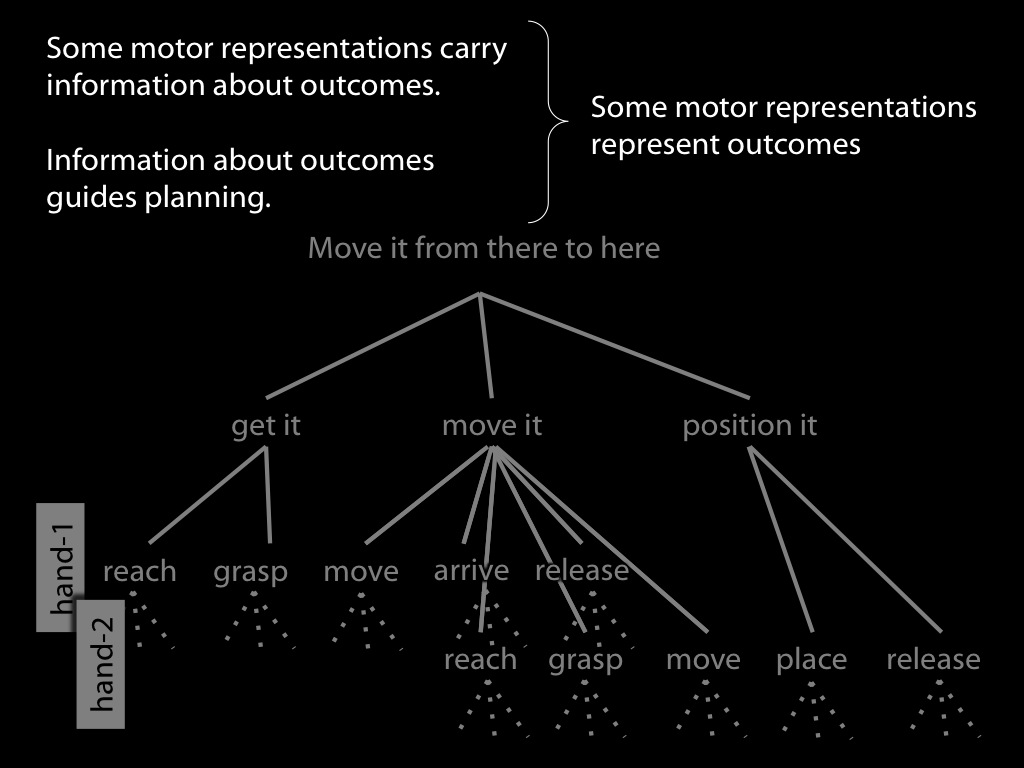 Some motor representations carry
information about outcomes.
Some motor representations
represent outcomes
Information about outcomes
guides planning.
Move it from there to here
get it move it position it
hand-1
reach grasp move arrive release
hand-2
reach grasp move place release